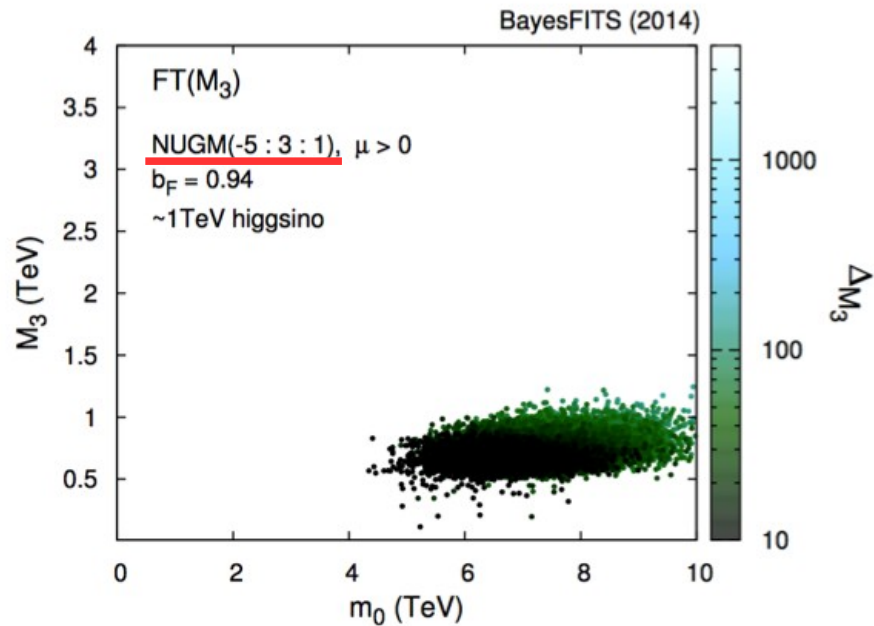 BayesFITS (2014)
FT(M₃)
NUGM(-5 : 3 : 1), μ > 0
b_F = 0.94
~1TeV higgsino
M₃ (TeV)
4
3.5
3
2.5
2
1.5
1
0.5
0 2 4 6 8 10
m₀ (TeV)
1000
100
10
Δ_M₃